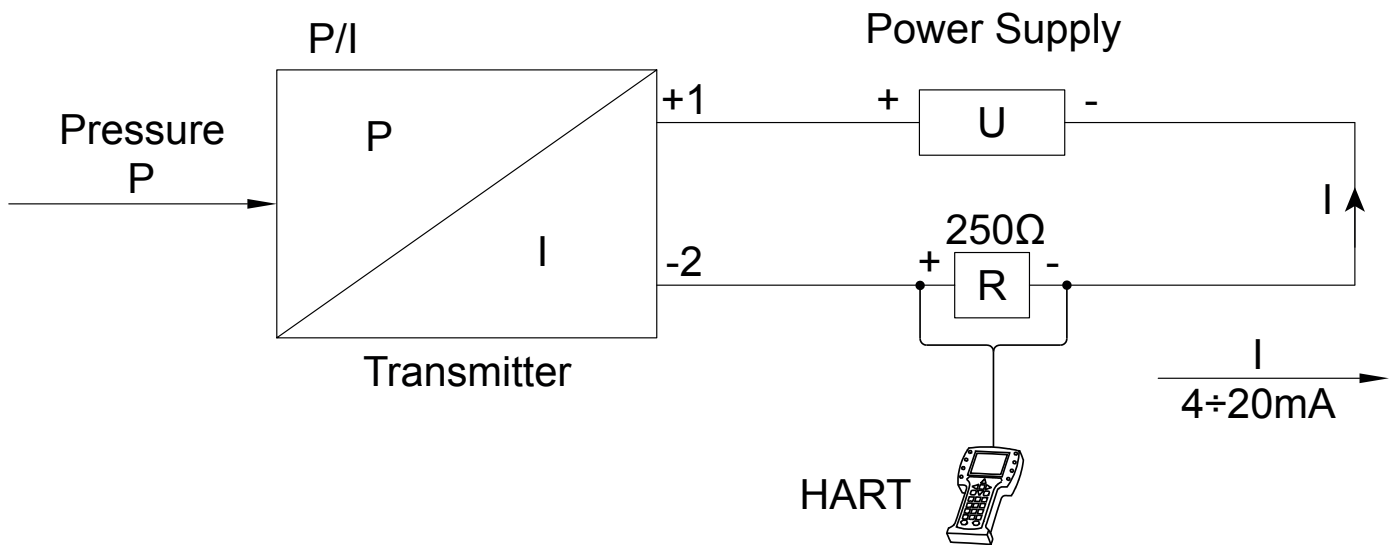 P/I
Power Supply
Pressure
P
P
I
+1
+
U
-
I
-2
250Ω
+
R
-
Transmitter
I
4÷20mA
HART